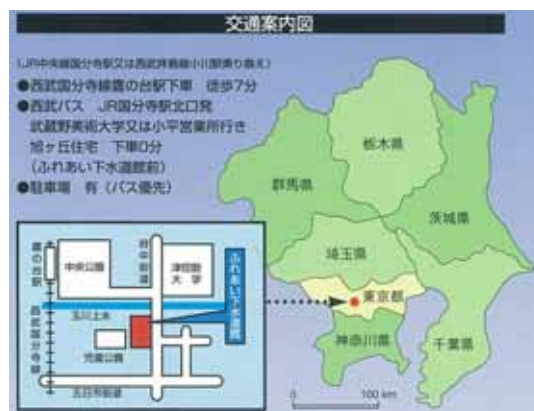 交通案内図
(JR中央線国分寺駅又は西武拝島線小川駅乗り換え)
●西武国分寺線鷹の台駅下車 徒歩7分
●西武バス JR国分寺駅北口発
武蔵野美術大学又は小平営業所行き
旭ヶ丘住宅 下車0分
(ふれあい下水道館前)
●駐車場 有(バス優先)
栃木県
群馬県
茨城県
埼玉県
東京都
神奈川県
千葉県
鷹の台駅
西武国分寺線
中央公園
府中街道
津田塾
大学
ふれあい下水道館
玉川上水
児童公園
五日市街道
0 100 km